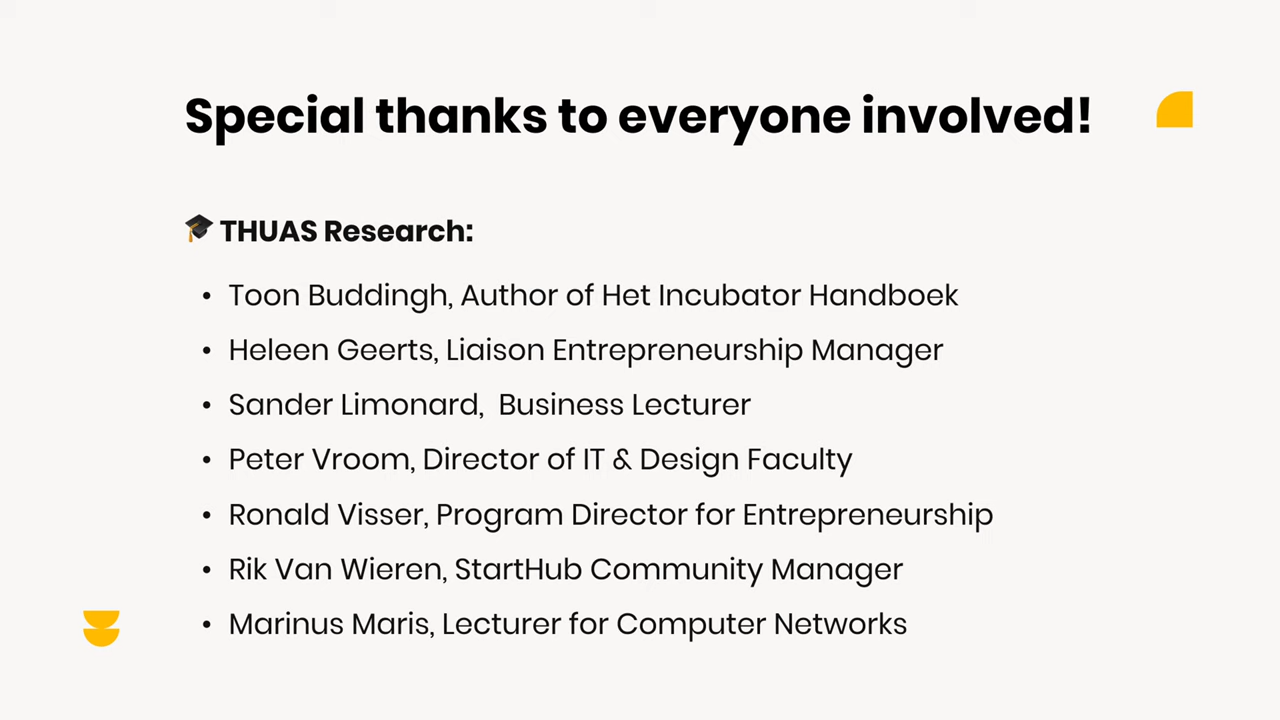 Special thanks to everyone involved!
🎓 THUAS Research:
• Toon Buddingh, Author of Het Incubator Handboek
• Heleen Geerts, Liaison Entrepreneurship Manager
• Sander Limonard,  Business Lecturer
• Peter Vroom, Director of IT & Design Faculty
• Ronald Visser, Program Director for Entrepreneurship
• Rik Van Wieren, StartHub Community Manager
• Marinus Maris, Lecturer for Computer Networks